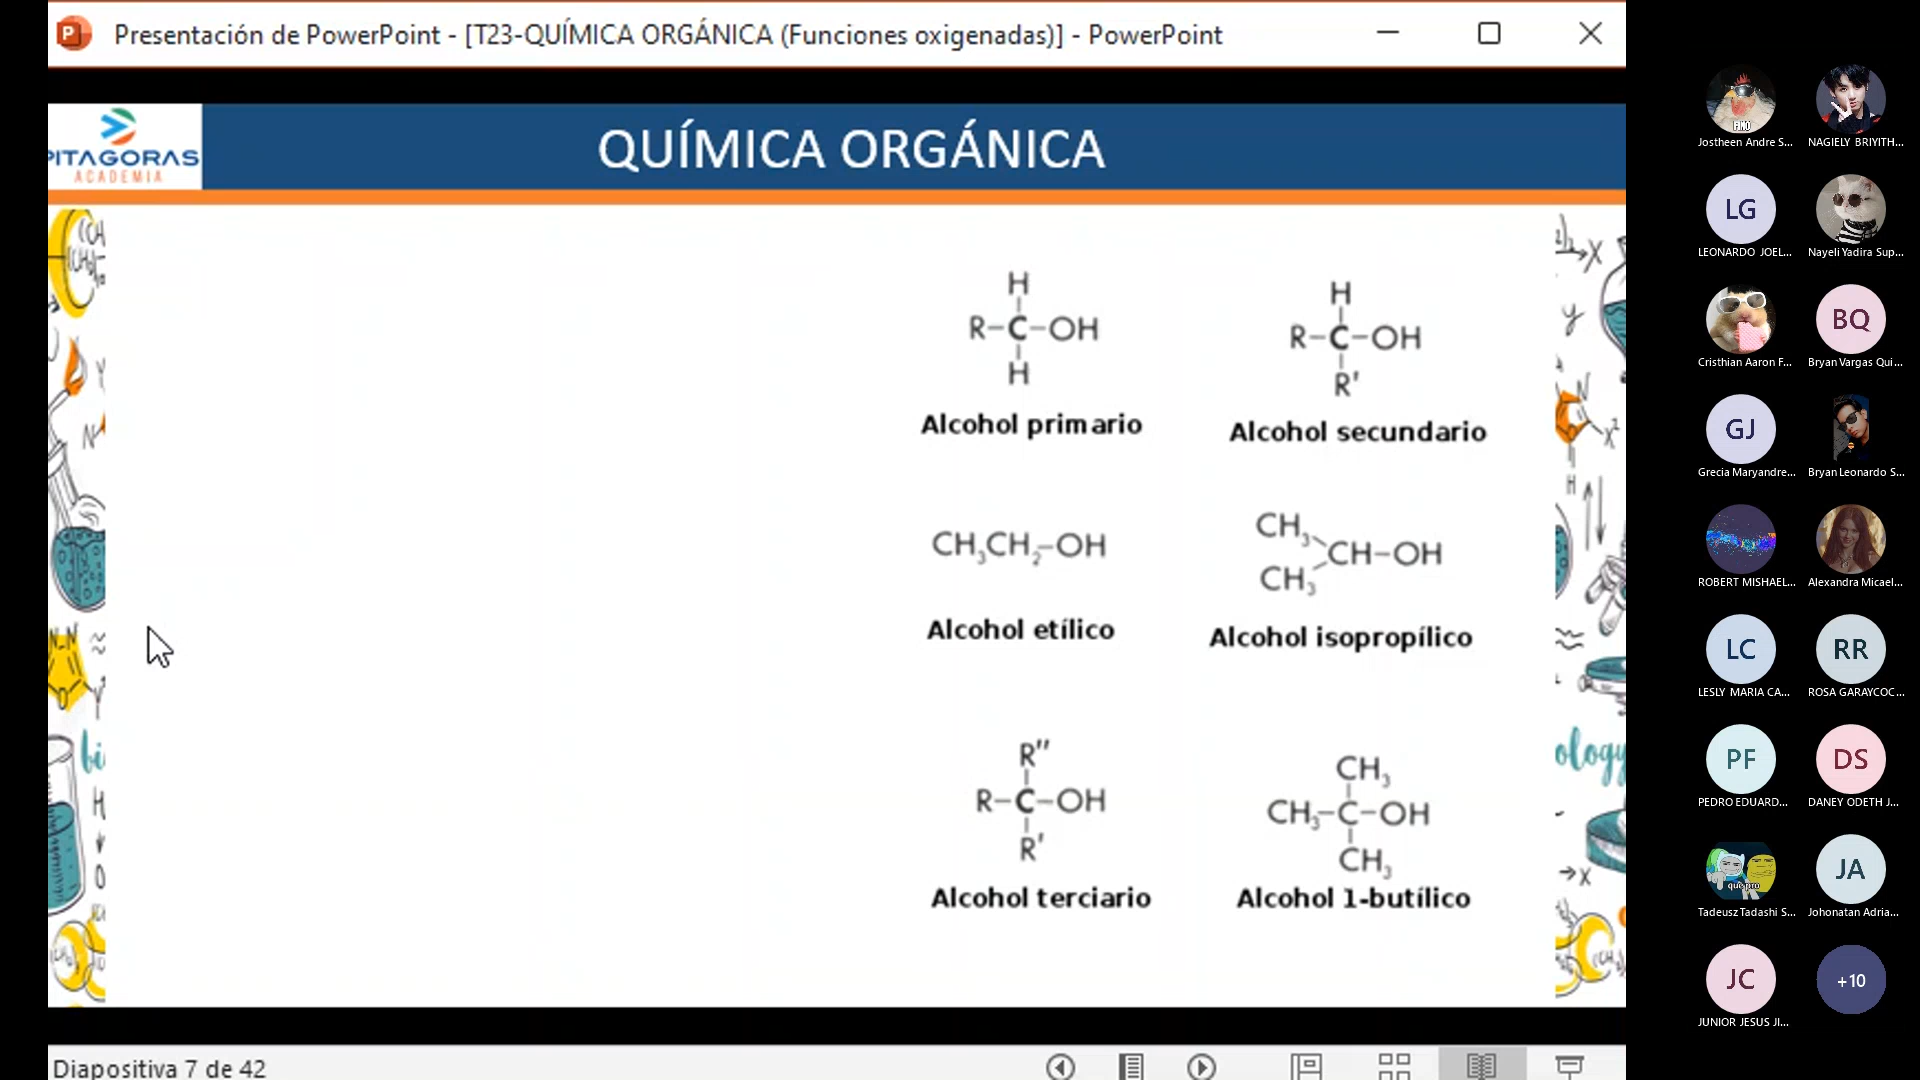 Presentación de PowerPoint - [T23-QUÍMICA ORGÁNICA (Funciones oxigenadas)] - PowerPoint
PITAGORAS
ACADEMIA
QUÍMICA ORGÁNICA
H
R-C-OH
H
Alcohol primario
H
R-C-OH
R'
Alcohol secundario
CH₃CH₂-OH
Alcohol etílico
CH₃
CH-OH
CH₃
Alcohol isopropílico
R''
R-C-OH
R'
Alcohol terciario
CH₃
CH₃-C-OH
CH₃
Alcohol 1-butílico
Diapositiva 7 de 42
Jostheen Andre S...
NAGIELY BRIYITH...
LG
LEONARDO JOEL...
Nayeli Yadira Sup...
Cristhian Aaron F...
BQ
Bryan Vargas Qui...
GJ
Grecia Maryandre...
Bryan Leonardo S...
ROBERT MISHAEL...
Alexandra Micael...
LC
LESLY MARIA CA...
RR
ROSA GARAYCOC...
PF
PEDRO EDUARD...
DS
DANEY ODETH J...
Tadeusz Tadashi S...
JA
Johonatan Adria...
JC
JUNIOR JESUS JI...
+10